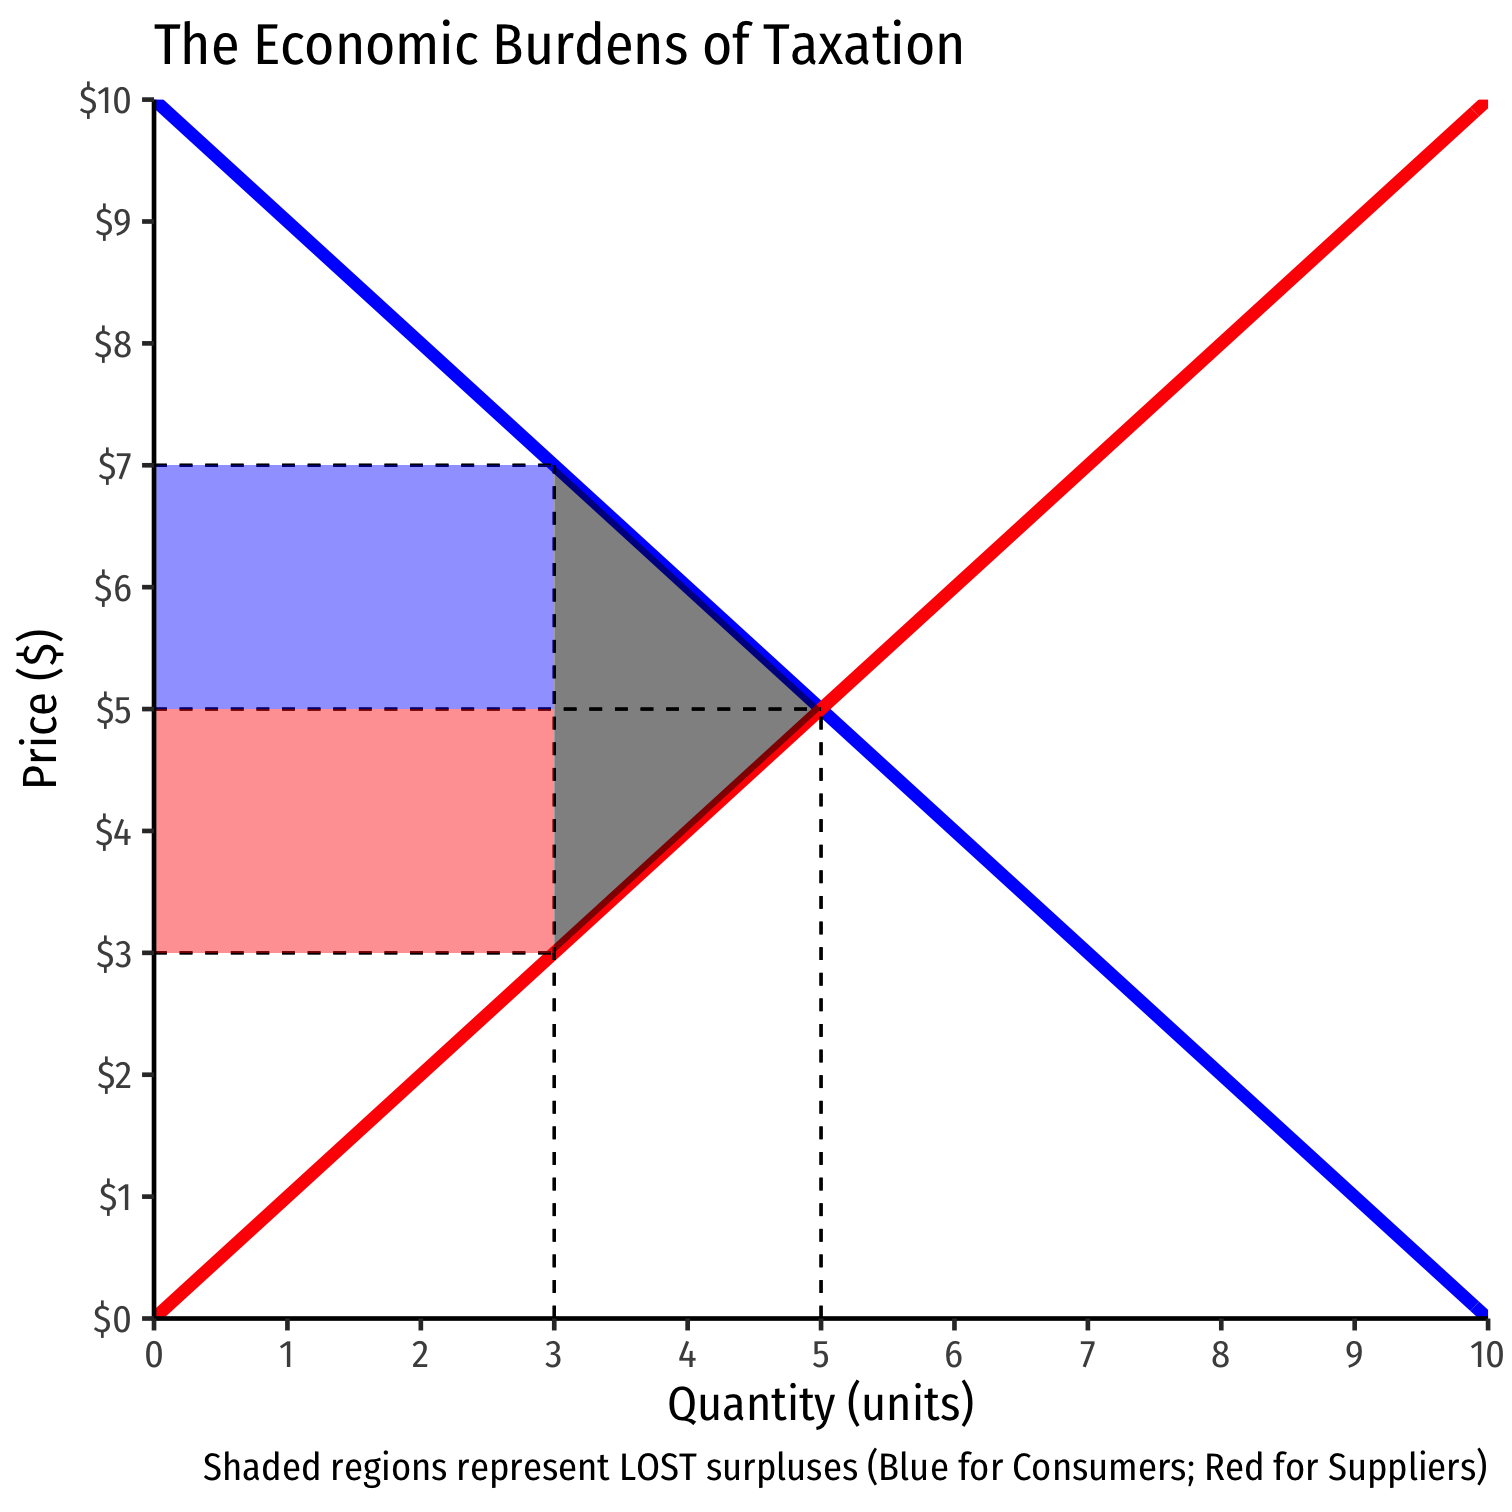 The Economic Burdens of Taxation
$10
$9
$8
$7
$6
$5
$4
$3
$2
$1
$0
Price ($)
0 1 2 3 4 5 6 7 8 9 10
Quantity (units)
Shaded regions represent LOST surpluses (Blue for Consumers; Red for Suppliers)